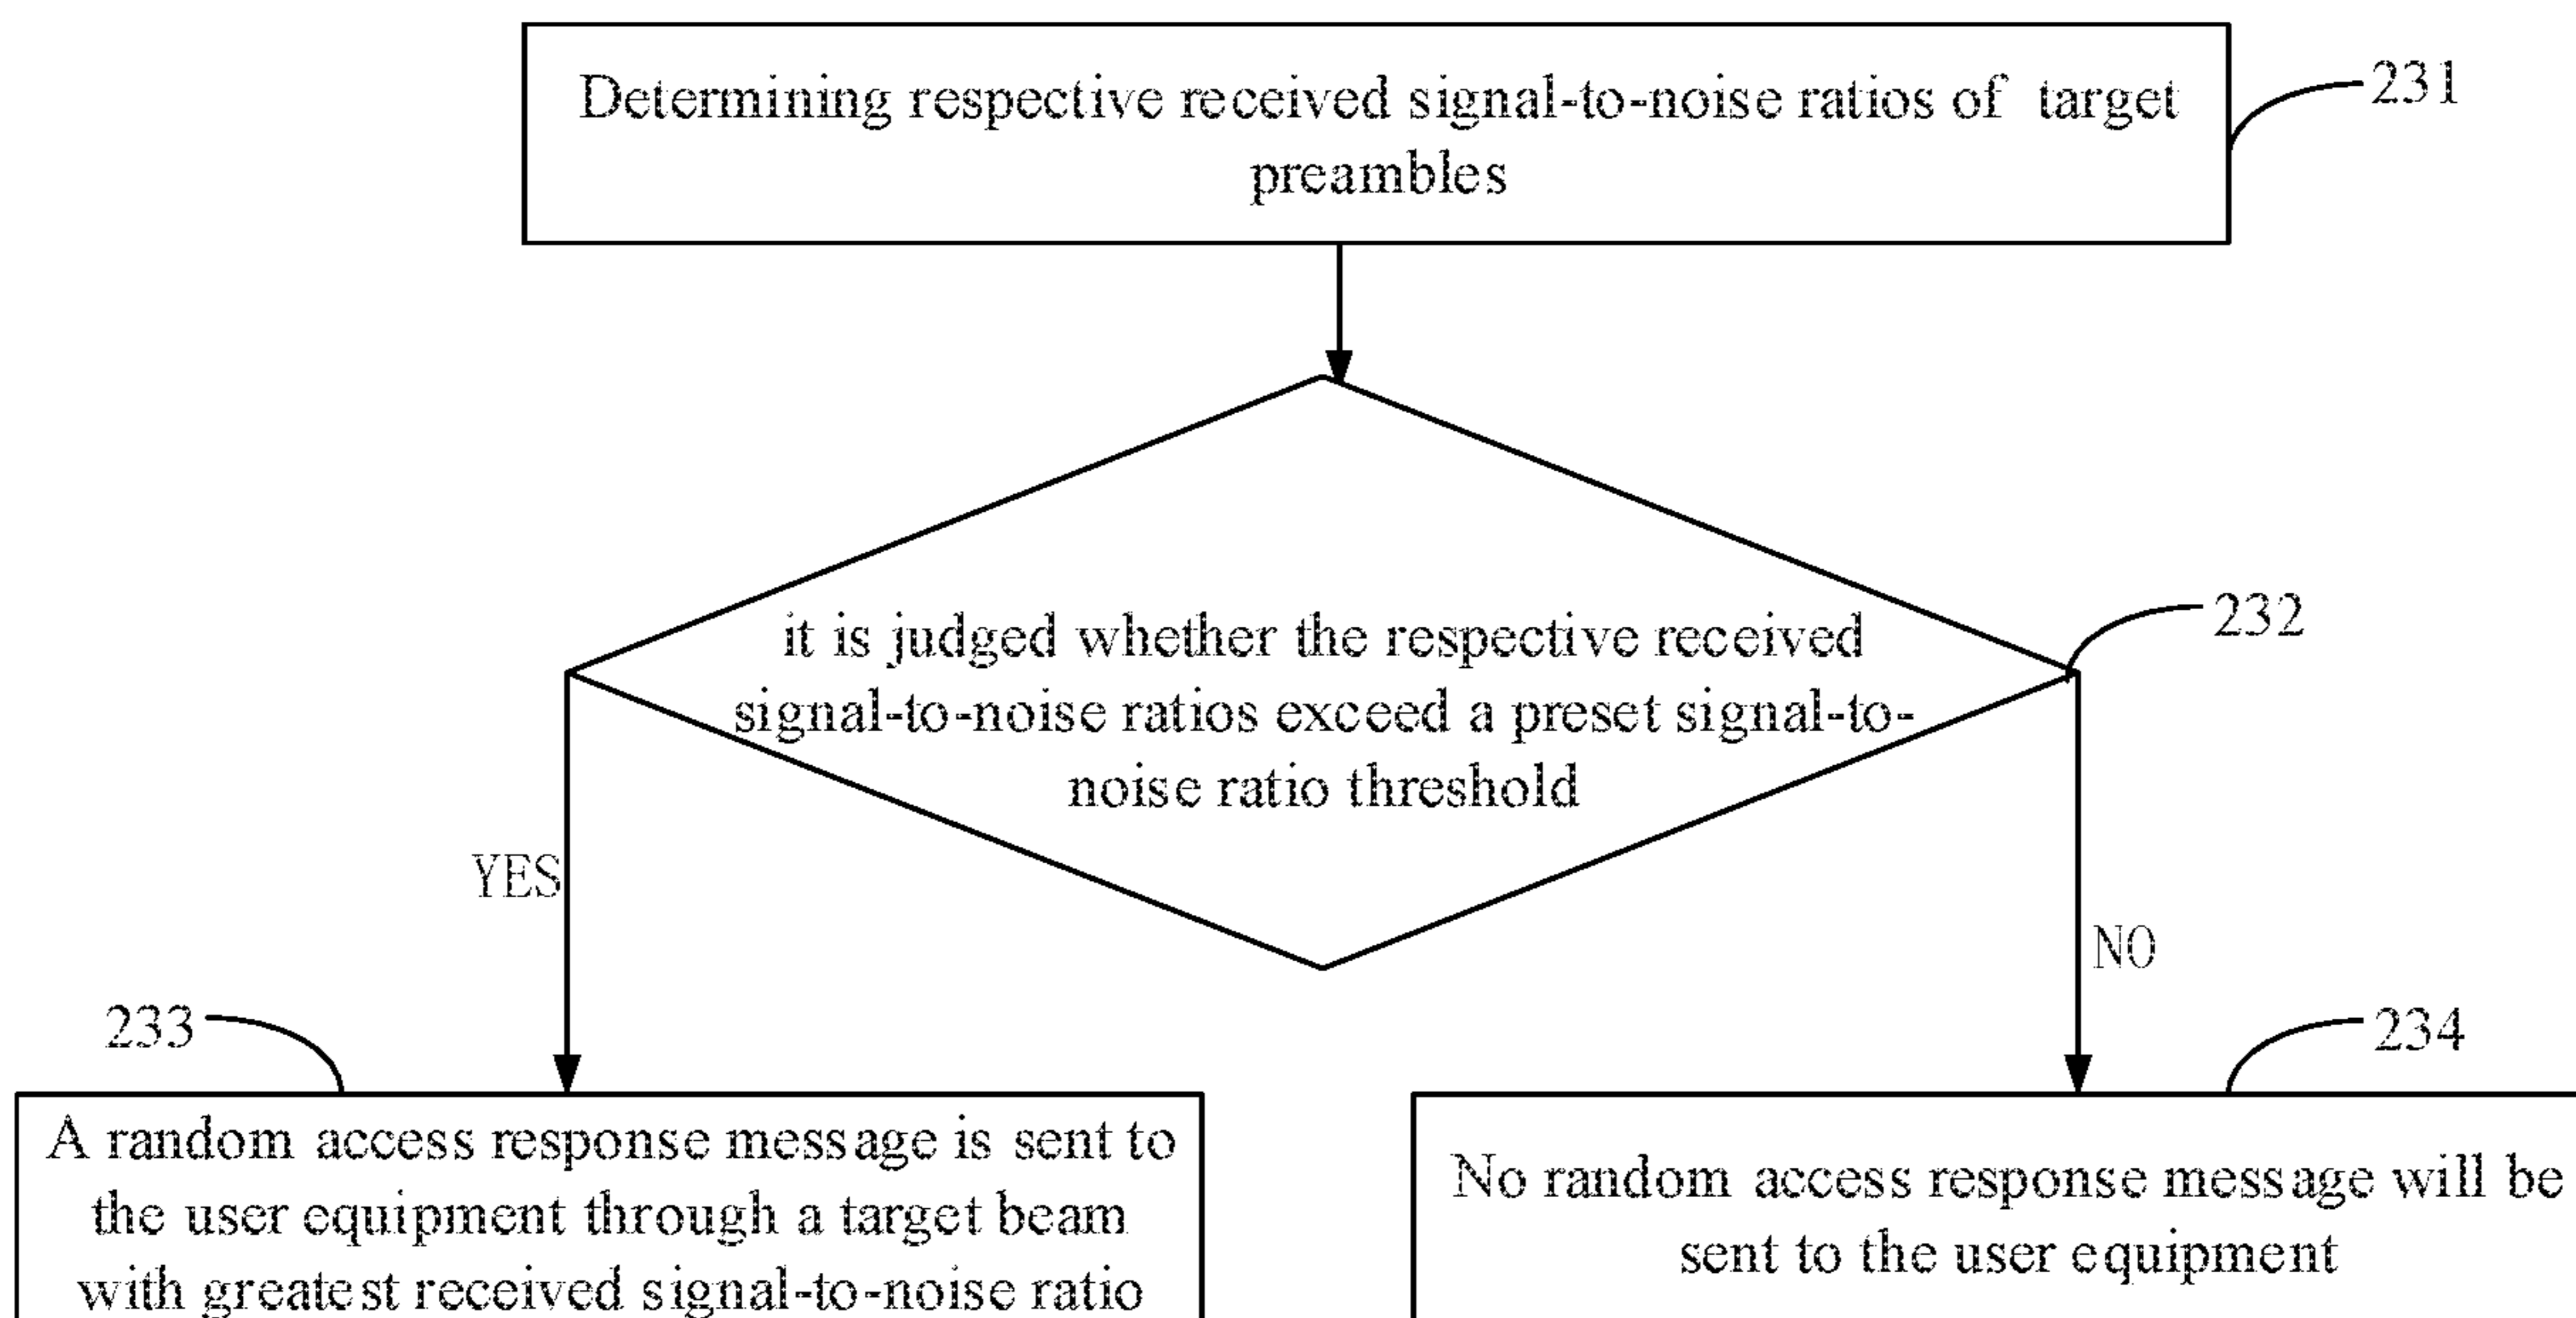 Determining respective received signal-to-noise ratios of target
preambles
231
it is judged whether the respective received
signal-to-noise ratios exceed a preset signal-to-
noise ratio threshold
232
YES
NO
233
234
A random access response message is sent to
the user equipment through a target beam
with greatest received signal-to-noise ratio
No random access response message will be
sent to the user equipment